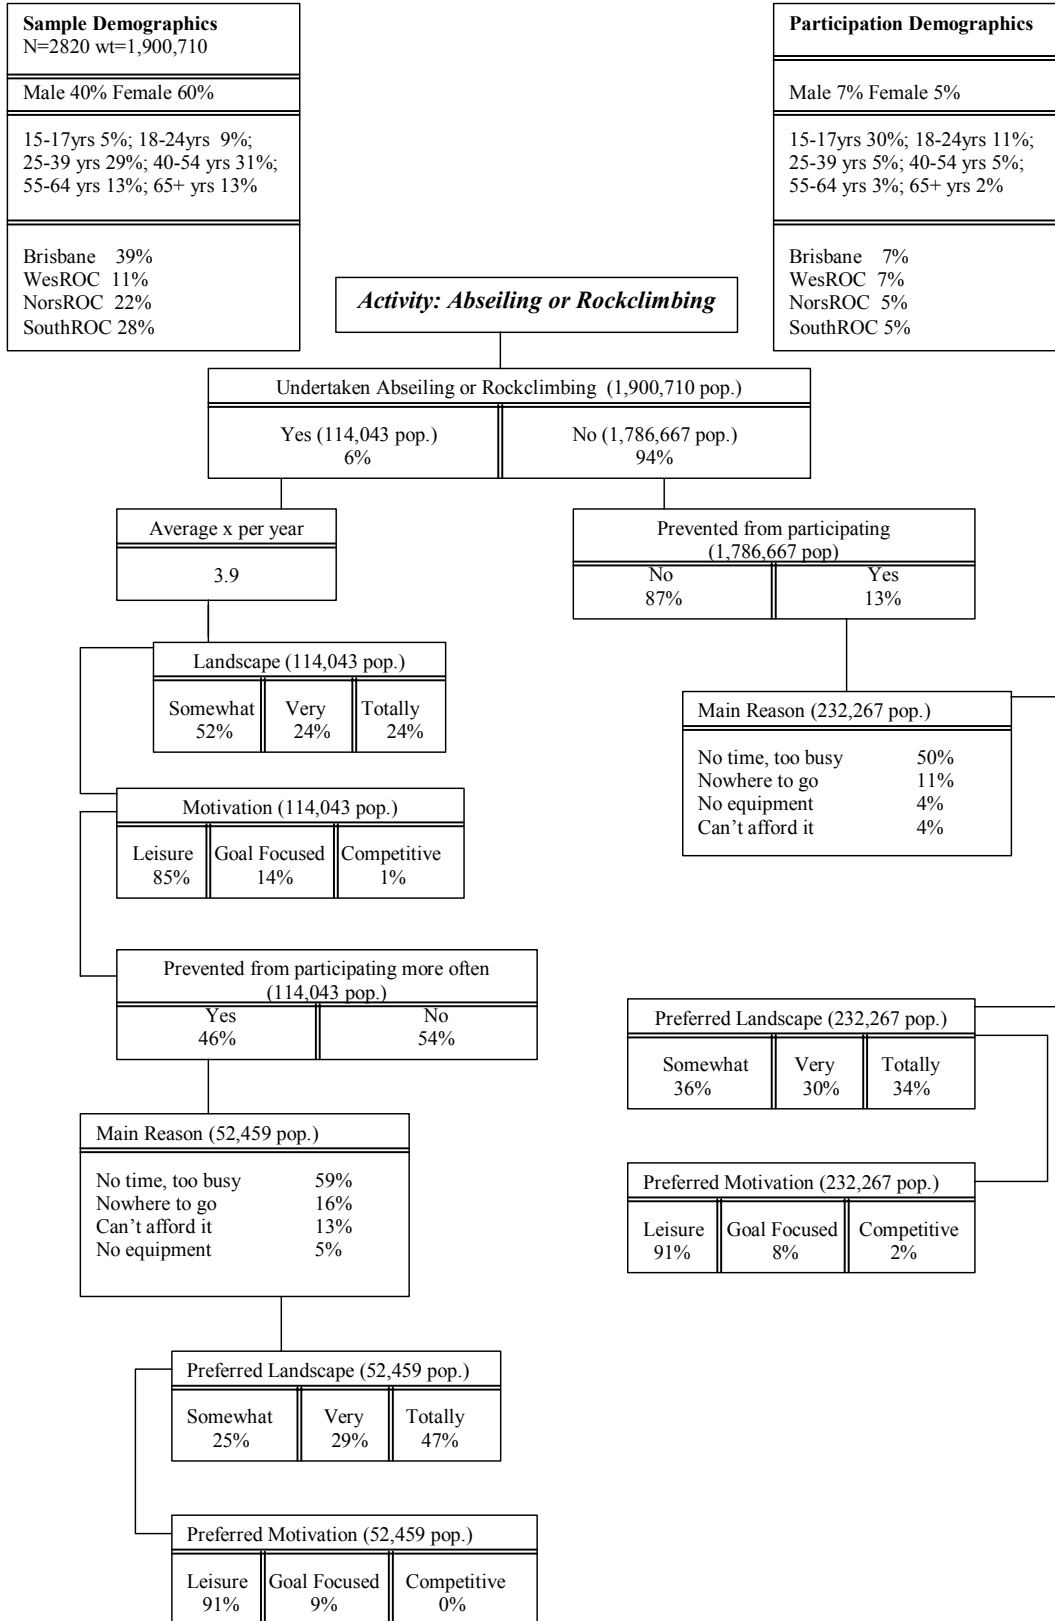 Sample Demographics
N=2820 wt=1,900,710
Male 40% Female 60%
15-17yrs 5%; 18-24yrs 9%;
25-39 yrs 29%; 40-54 yrs 31%;
55-64 yrs 13%; 65+ yrs 13%
Brisbane 39%
WesROC 11%
NorsROC 22%
SouthROC 28%
Participation Demographics
Male 7% Female 5%
15-17yrs 30%; 18-24yrs 11%;
25-39 yrs 5%; 40-54 yrs 5%;
55-64 yrs 3%; 65+ yrs 2%
Brisbane 7%
WesROC 7%
NorsROC 5%
SouthROC 5%
Activity: Abseiling or Rockclimbing
Undertaken Abseiling or Rockclimbing (1,900,710 pop.)
Yes (114,043 pop.)
6%
No (1,786,667 pop.)
94%
Average x per year
3.9
Prevented from participating
(1,786,667 pop)
No
87%
Yes
13%
Landscape (114,043 pop.)
Somewhat
52%
Very
24%
Totally
24%
Main Reason (232,267 pop.)
No time, too busy 50%
Nowhere to go 11%
No equipment 4%
Can't afford it 4%
Motivation (114,043 pop.)
Leisure
85%
Goal Focused
14%
Competitive
1%
Prevented from participating more often
(114,043 pop.)
Yes
46%
No
54%
Preferred Landscape (232,267 pop.)
Somewhat
36%
Very
30%
Totally
34%
Main Reason (52,459 pop.)
No time, too busy 59%
Nowhere to go 16%
Can't afford it 13%
No equipment 5%
Preferred Motivation (232,267 pop.)
Leisure
91%
Goal Focused
8%
Competitive
2%
Preferred Landscape (52,459 pop.)
Somewhat
25%
Very
29%
Totally
47%
Preferred Motivation (52,459 pop.)
Leisure
91%
Goal Focused
9%
Competitive
0%